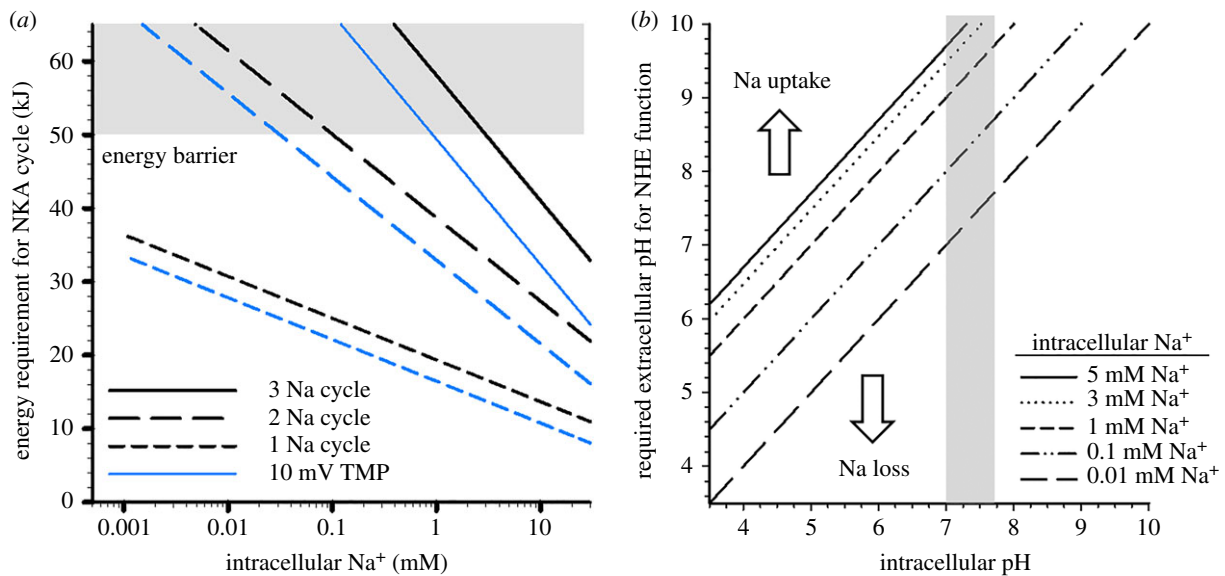 (a)
energy requirement for NKA cycle (kJ)
60
50
40
30
20
10
0
energy barrier
3 Na cycle
2 Na cycle
1 Na cycle
10 mV TMP
0.001 0.01 0.1 1 10
intracellular Na⁺ (mM)
(b)
required extracellular pH for NHE function
10
9
8
7
6
5
4
Na uptake
Na loss
intracellular Na⁺
5 mM Na⁺
3 mM Na⁺
1 mM Na⁺
0.1 mM Na⁺
0.01 mM Na⁺
4 5 6 7 8 9 10
intracellular pH